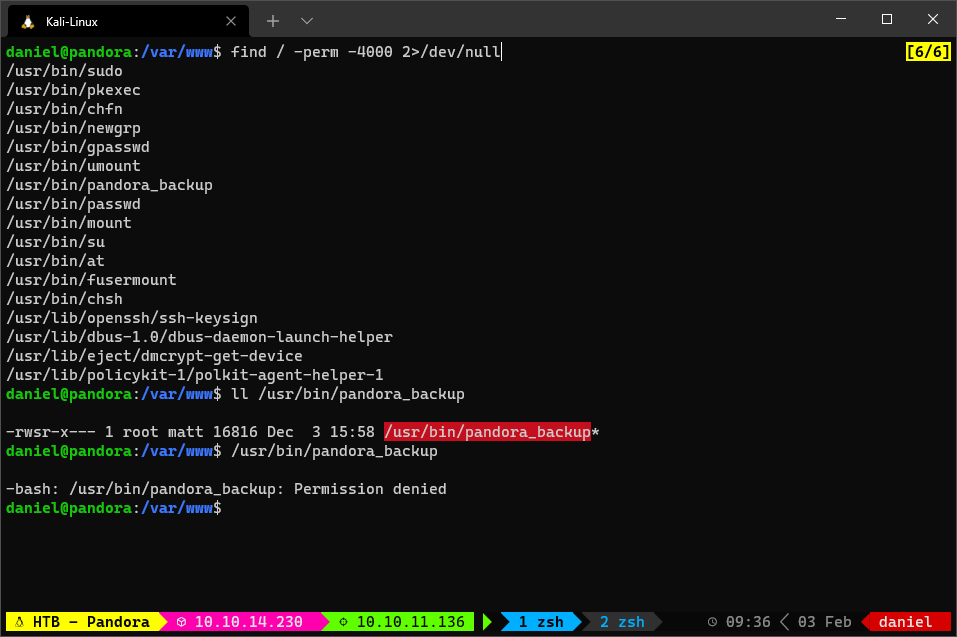 Kali-Linux
daniel@pandora:/var/www$ find / -perm -4000 2>/dev/null
[6/6]
/usr/bin/sudo
/usr/bin/pkexec
/usr/bin/chfn
/usr/bin/newgrp
/usr/bin/gpasswd
/usr/bin/umount
/usr/bin/pandora_backup
/usr/bin/passwd
/usr/bin/mount
/usr/bin/su
/usr/bin/at
/usr/bin/fusermount
/usr/bin/chsh
/usr/lib/openssh/ssh-keysign
/usr/lib/dbus-1.0/dbus-daemon-launch-helper
/usr/lib/eject/dmcrypt-get-device
/usr/lib/policykit-1/polkit-agent-helper-1
daniel@pandora:/var/www$ ll /usr/bin/pandora_backup
-rwsr-x--- 1 root matt 16816 Dec  3 15:58 /usr/bin/pandora_backup*
daniel@pandora:/var/www$ /usr/bin/pandora_backup
-bash: /usr/bin/pandora_backup: Permission denied
daniel@pandora:/var/www$
HTB - Pandora 10.10.14.230 10.10.11.136 1 zsh 2 zsh 09:36 03 Feb daniel